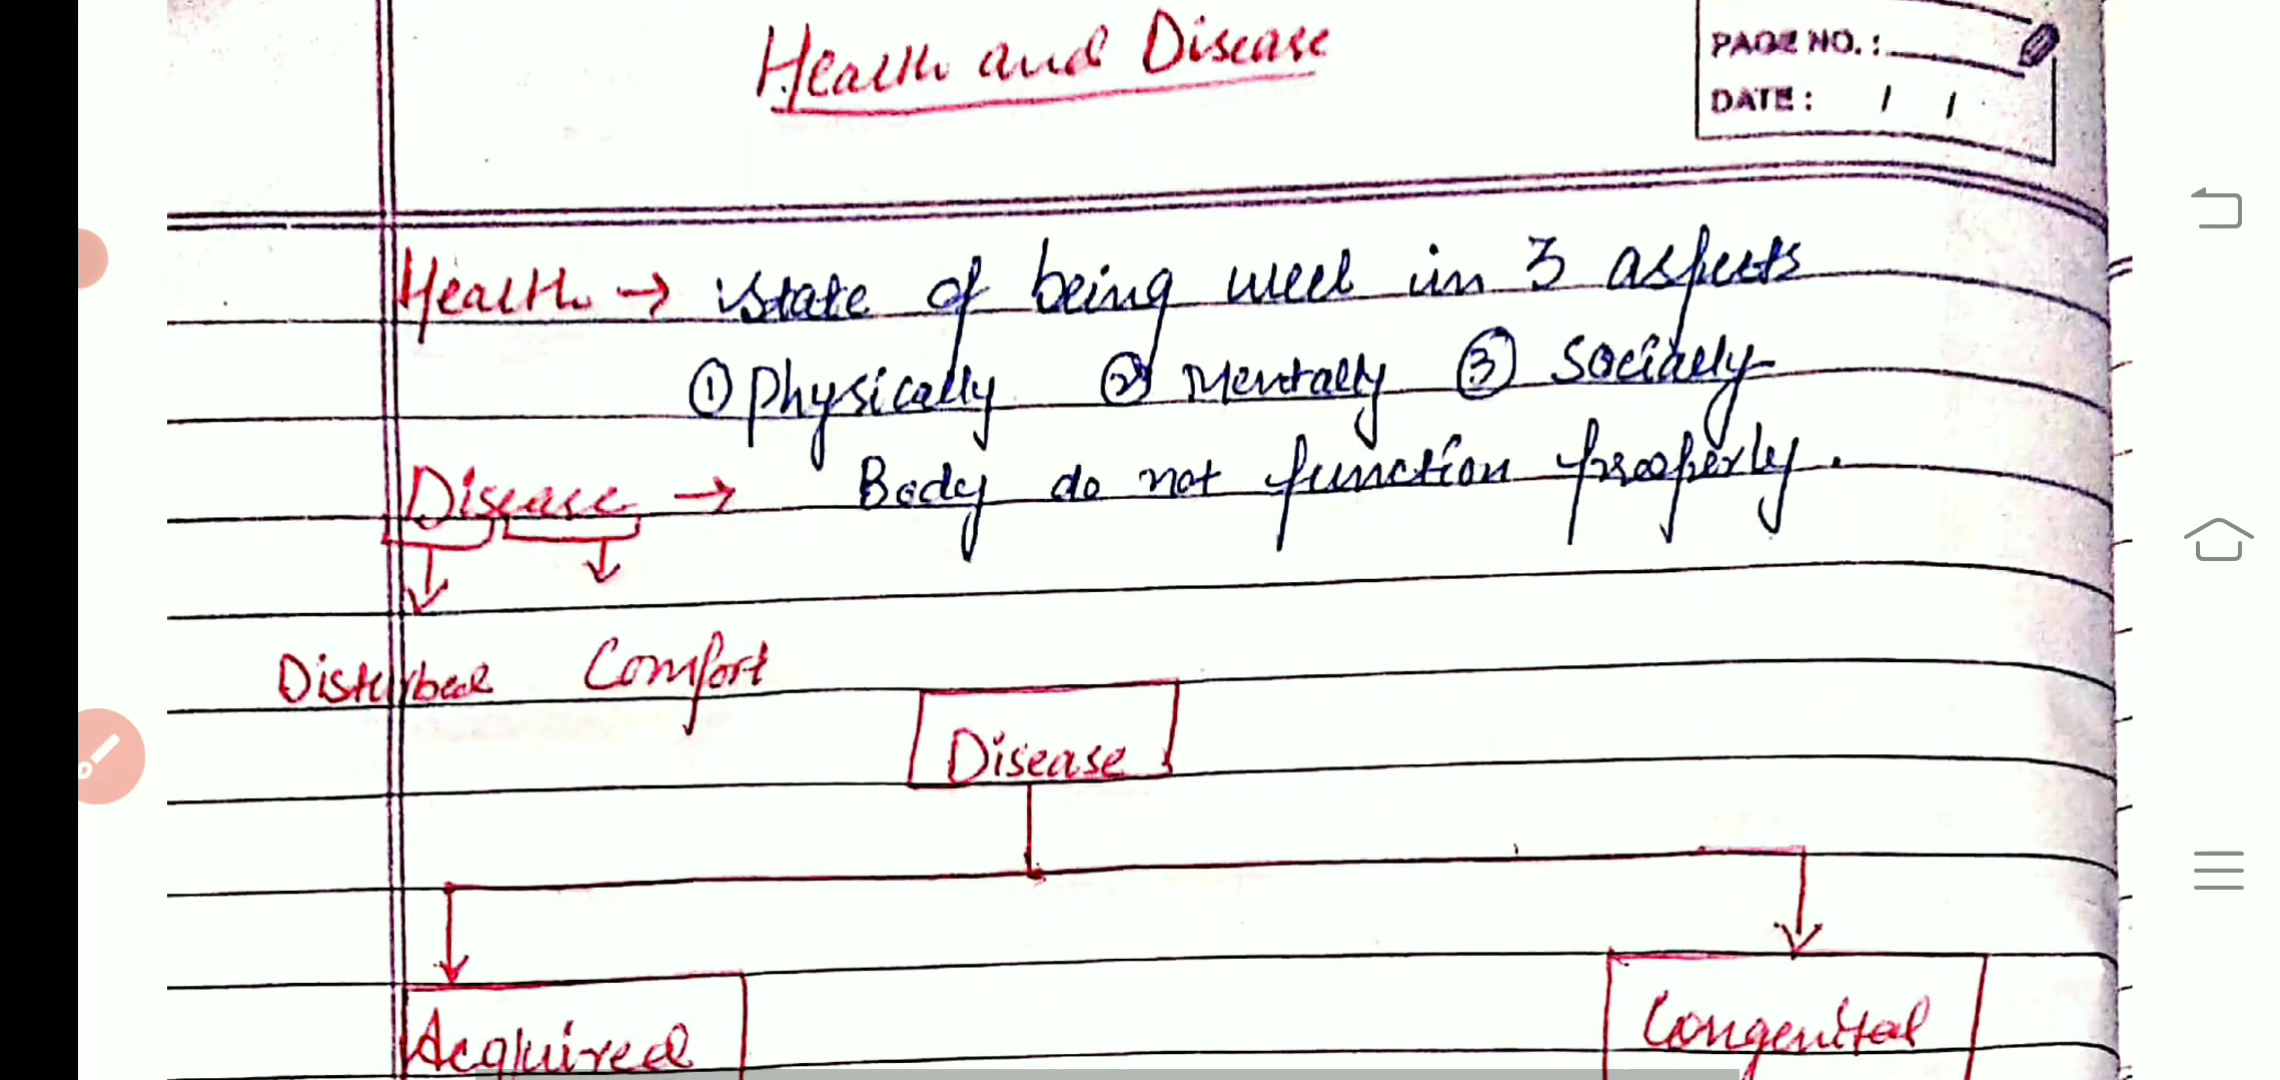 Health and Disease
PAGE NO.:
DATE: / /
Health → state of being well in 3 aspects
① Physically ② Mentally ③ Socially
Disease → Body do not function properly.
Disturbed Comfort
Disease
Acquired Congenital